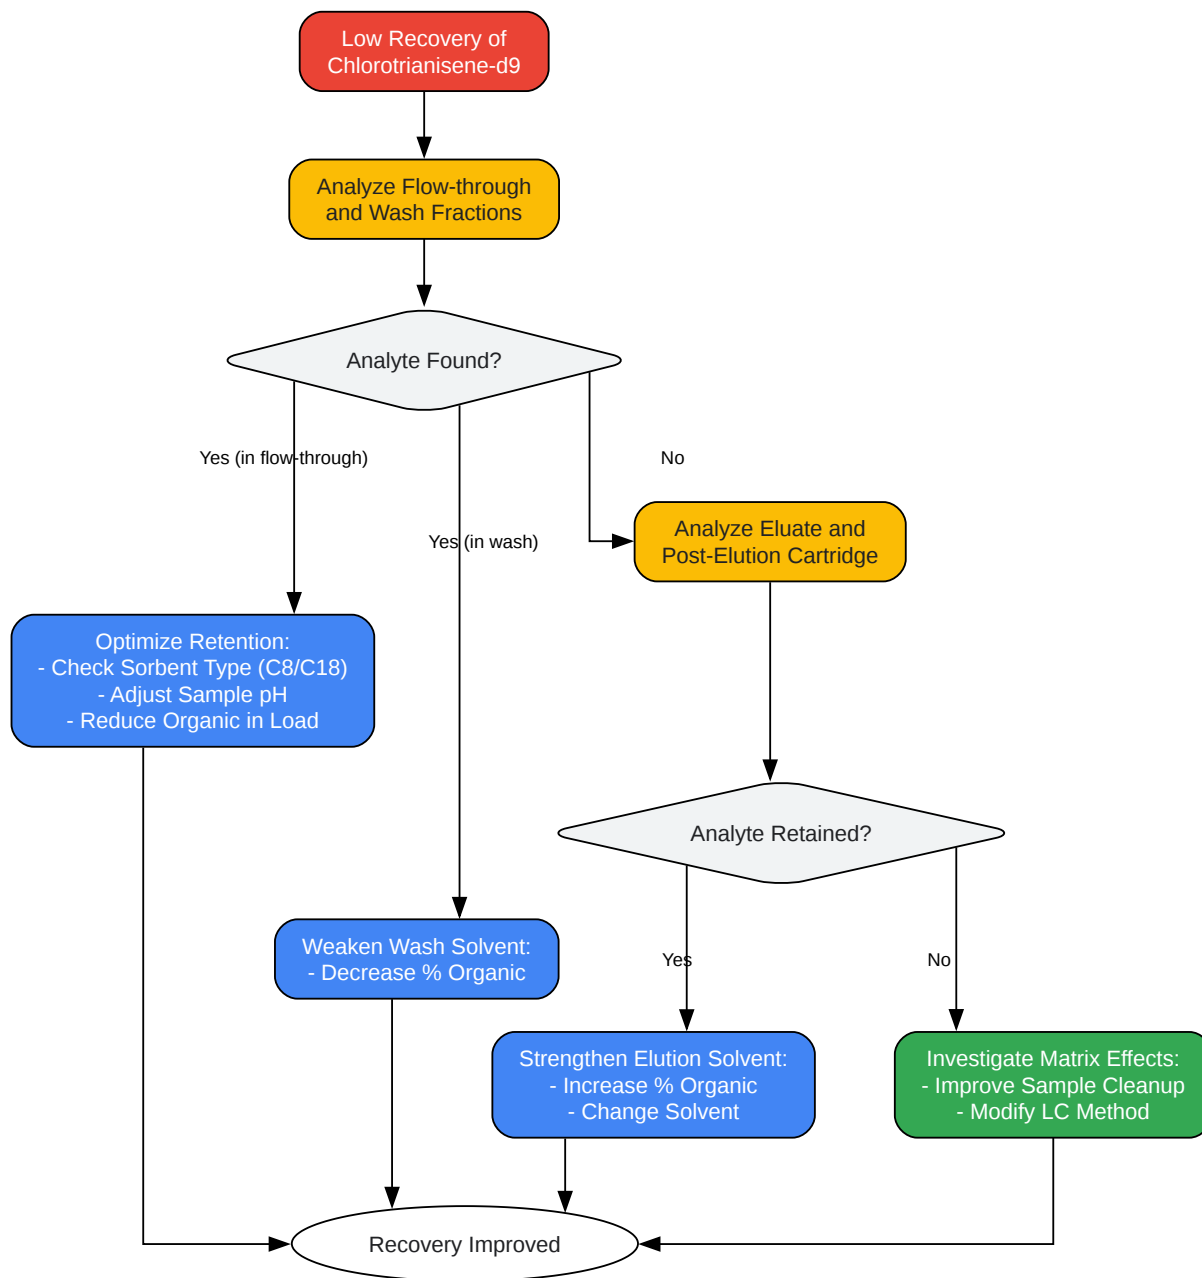 Low Recovery of
Chlorotrianisene-d9
Analyze Flow-through
and Wash Fractions
Analyte Found?
Yes (in flow-through)
No
Yes (in wash)
Analyze Eluate and
Post-Elution Cartridge
Optimize Retention:
- Check Sorbent Type (C8/C18)
- Adjust Sample pH
- Reduce Organic in Load
Analyte Retained?
Weaken Wash Solvent:
- Decrease % Organic
Yes
No
Strengthen Elution Solvent:
- Increase % Organic
- Change Solvent
Investigate Matrix Effects:
- Improve Sample Cleanup
- Modify LC Method
Recovery Improved